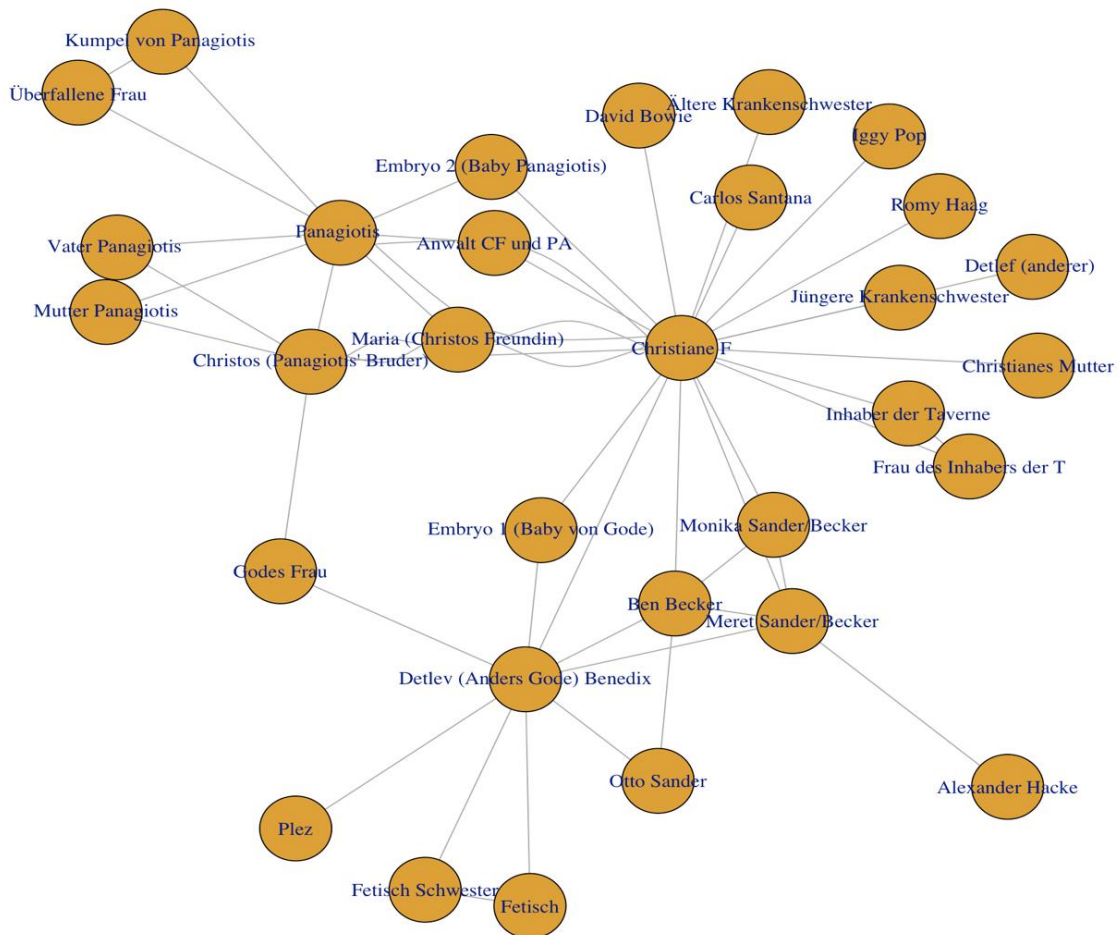 Kumpel von Panagiotis
Überfallene Frau
David Bowie
Ältere Krankenschwester
Iggy Pop
Embryo 2 (Baby Panagiotis)
Carlos Santana
Romy Haag
Panagiotis
Anwalt CF und PA
Vater Panagiotis
Detlef (anderer)
Jüngere Krankenschwester
Mutter Panagiotis
Maria (Christos Freundin)
Christiane F
Christos (Panagiotis' Bruder)
Christianes Mutter
Inhaber der Taverne
Frau des Inhabers der T
Embryo 1 (Baby von Gode)
Monika Sander/Becker
Godes Frau
Ben Becker
Meret Sander/Becker
Detlev (Anders Gode) Benedix
Otto Sander
Alexander Hacke
Plez
Fetisch Schwester
Fetisch